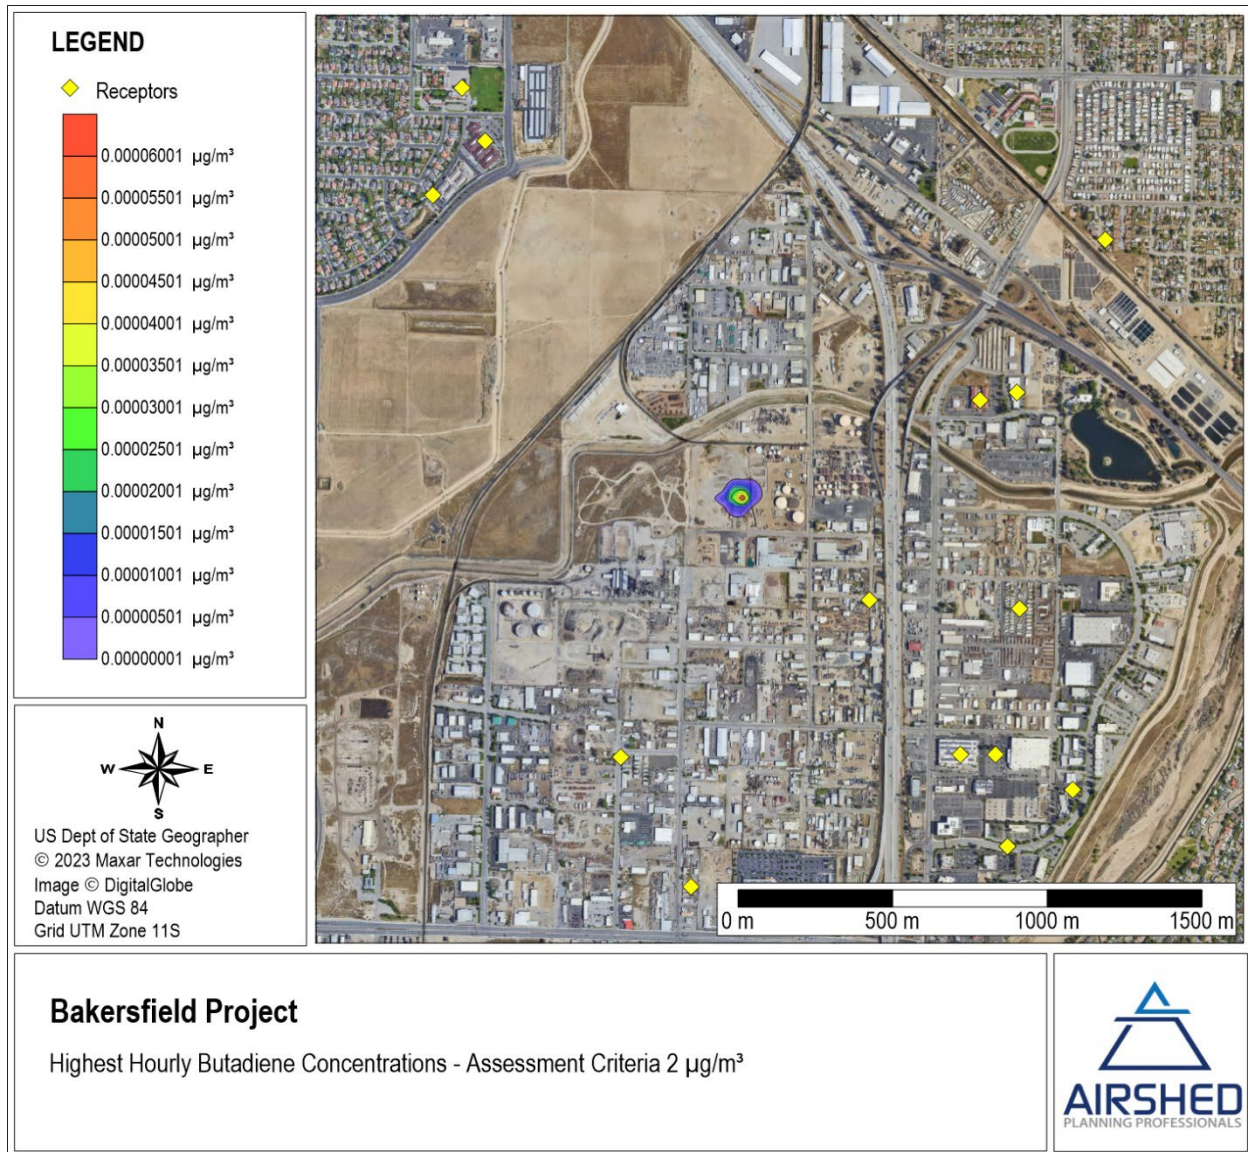 LEGEND
Receptors
0.00006001 µg/m³
0.00005501 µg/m³
0.00005001 µg/m³
0.00004501 µg/m³
0.00004001 µg/m³
0.00003501 µg/m³
0.00003001 µg/m³
0.00002501 µg/m³
0.00002001 µg/m³
0.00001501 µg/m³
0.00001001 µg/m³
0.00000501 µg/m³
0.00000001 µg/m³
N
W E
S
US Dept of State Geographer
© 2023 Maxar Technologies
Image © DigitalGlobe
Datum WGS 84
Grid UTM Zone 11S
0 m 500 m 1000 m 1500 m
Bakersfield Project
Highest Hourly Butadiene Concentrations - Assessment Criteria 2 µg/m³
AIRSHED
PLANNING PROFESSIONALS